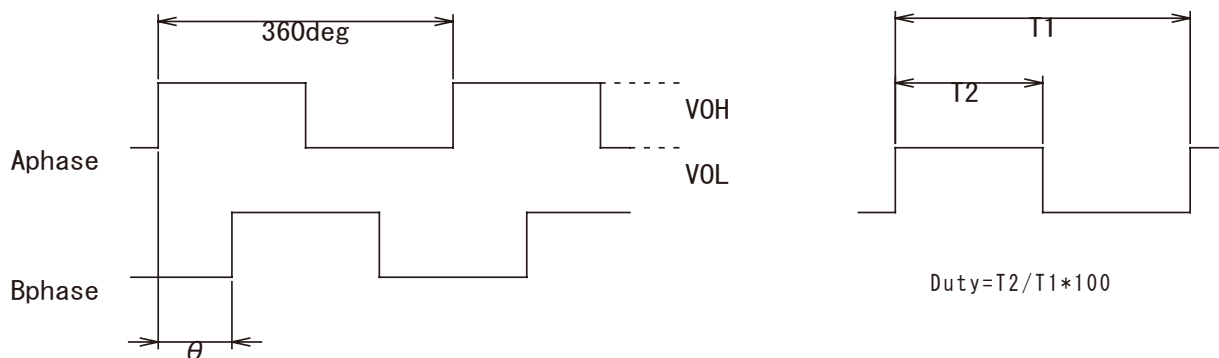 360deg
T1
T2
VOH
Aphase
VOL
Bphase
Duty=T2/T1*100
θ